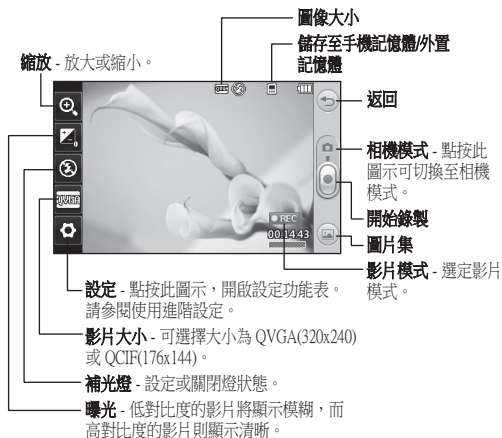 圖像大小
儲存至手機記憶體/外置
記憶體
縮放 - 放大或縮小。
返回
相機模式 - 點按此
圖示可切換至相機
模式。
開始錄製
圖片集
影片模式 - 選定影片
模式。
QVGA
REC
00:14:43
設定 - 點按此圖示，開啟設定功能表。
請參閱使用進階設定。
影片大小 - 可選擇大小為 QVGA(320x240)
或 QCIF(176x144)。
補光燈 - 設定或關閉燈狀態。
曝光 - 低對比度的影片將顯示模糊，而
高對比度的影片則顯示清晰。